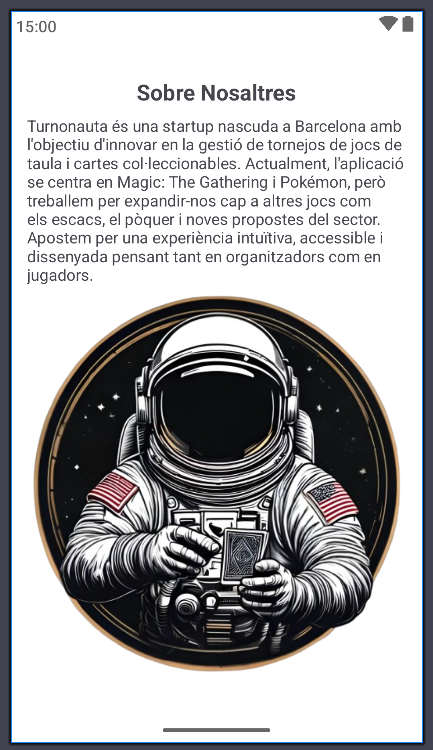 15:00
Sobre Nosaltres
Turnonauta és una startup nascuda a Barcelona amb
l'objectiu d'innovar en la gestió de tornejos de jocs de
taula i cartes col·leccionables. Actualment, l'aplicació
se centra en Magic: The Gathering i Pokémon, però
treballem per expandir-nos cap a altres jocs com
els escacs, el pòquer i noves propostes del sector.
Apostem per una experiència intuïtiva, accessible i
dissenyada pensant tant en organitzadors com en
jugadors.